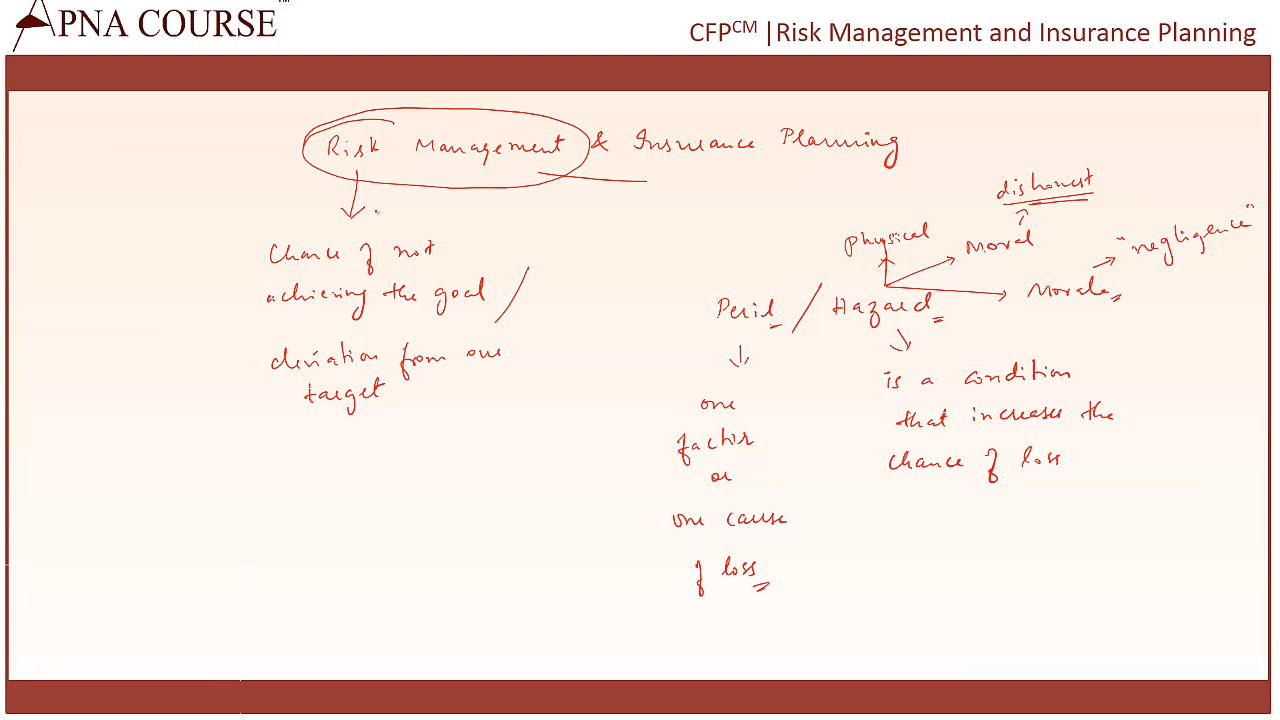 APNA COURSE™
CFPCM |Risk Management and Insurance Planning
Risk Management & Insurance Planning
Chance of not
achieving the goal /
deviation from our
target
Peril / Hazard
one
factor
or
one cause
of loss
Physical
Moral
dishonest
Morale
"negligence"
is a condition
that increases the
chance of loss